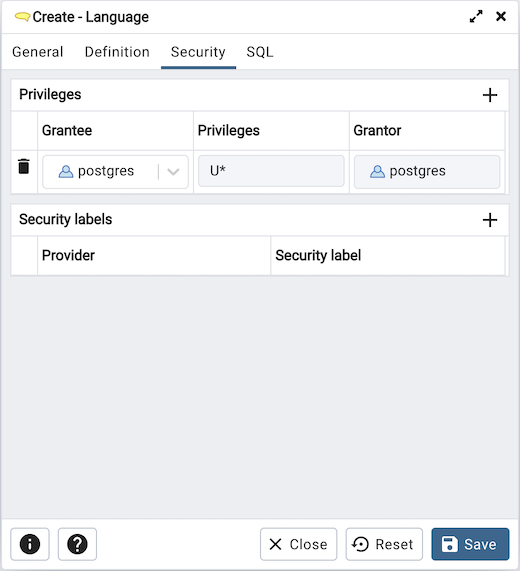 Create - Language
General Definition Security SQL
Privileges
Grantee Privileges Grantor
postgres U* postgres
Security labels
Provider Security label
Close Reset Save